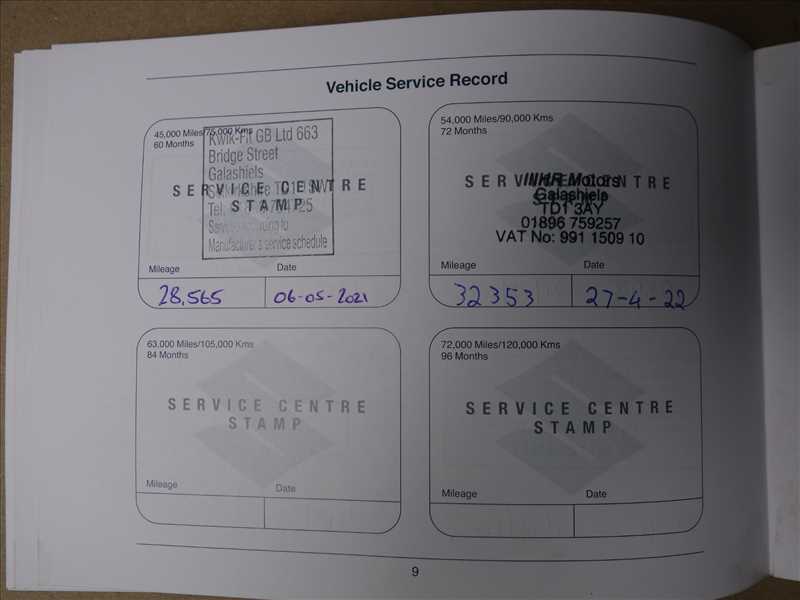 Vehicle Service Record
45,000 Miles/75,000 Kms
60 Months
Kwik-Fit GB Ltd 663
Bridge Street
Galashiels
SERVICE CENTRE
STAMP
Tel:
Manufacturer's service schedule
Mileage
Date
28,565
06-05-2021
54,000 Miles/90,000 Kms
72 Months
SERVICE CENTRE
STAMP
Motors
Galashiels
TD1 3AY
01896 759257
VAT No: 991 1509 10
Mileage
Date
32353
27-4-22
63,000 Miles/105,000 Kms
84 Months
SERVICE CENTRE
STAMP
Mileage
Date
72,000 Miles/120,000 Kms
96 Months
SERVICE CENTRE
STAMP
Mileage
Date
9